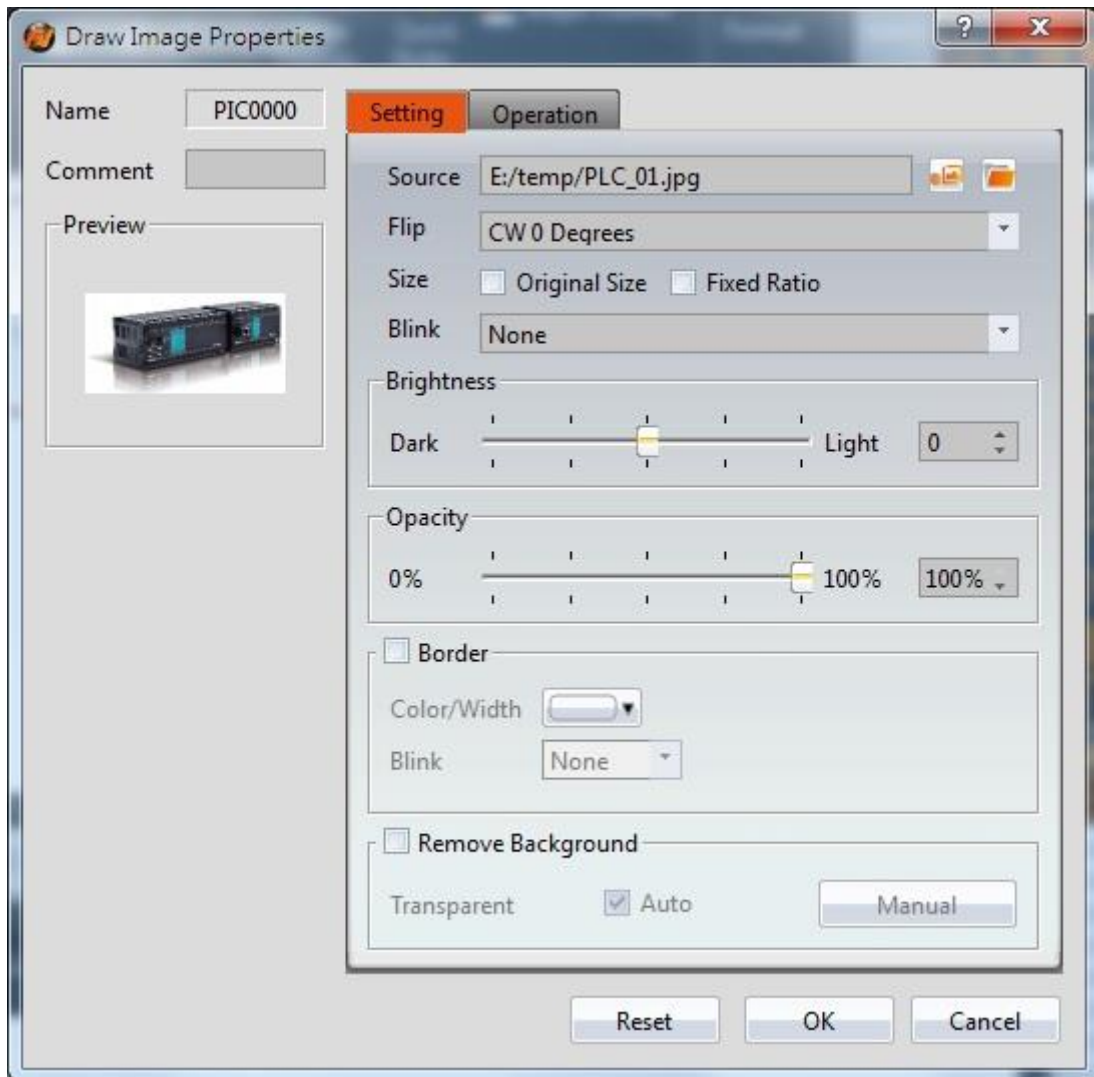 Draw Image Properties
?
X
Name PIC0000
Comment
Preview
Setting Operation
Source E:/temp/PLC_01.jpg
Flip CW 0 Degrees
Size Original Size Fixed Ratio
Blink None
Brightness
Dark Light 0
Opacity
0% 100% 100%
Border
Color/Width
Blink None
Remove Background
Transparent Auto Manual
Reset OK Cancel